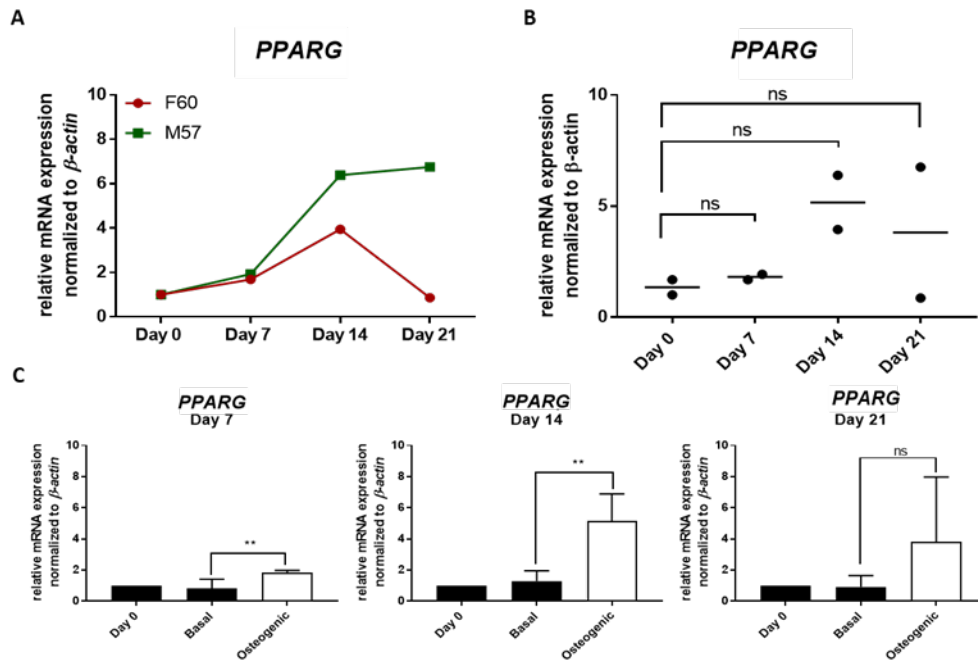 A
PPARG
relative mRNA expression
normalized to β-actin
10
8
6
4
2
0
F60
M57
Day 0
Day 7
Day 14
Day 21
B
PPARG
relative mRNA expression
normalized to β-actin
10
5
0
ns
ns
ns
Day 0
Day 7
Day 14
Day 21
C
PPARG
Day 7
relative mRNA expression
normalized to β-actin
10
8
6
4
2
0
**
Day 0
Basal
Osteogenic
PPARG
Day 14
relative mRNA expression
normalized to β-actin
10
8
6
4
2
0
**
Day 0
Basal
Osteogenic
PPARG
Day 21
relative mRNA expression
normalized to β-actin
10
8
6
4
2
0
ns
Day 0
Basal
Osteogenic